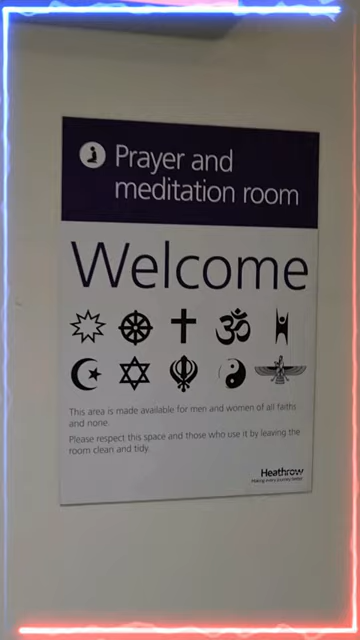 Prayer and
meditation room
Welcome
This area is made available for men and women of all faiths
and none.
Please respect this space and those who use it by leaving the
room clean and tidy.
Heathrow
Making every journey better